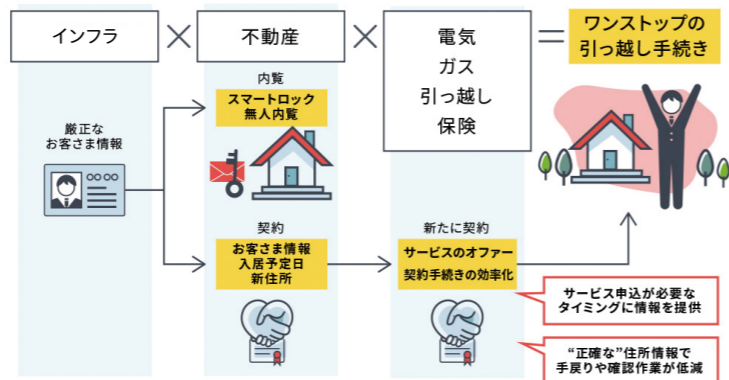 インフラ
×
不動産
×
電気
ガス
引っ越し
保険
=
ワンストップの
引っ越し手続き
厳正な
お客さま情報
内覧
スマートロック
無人内覧
契約
お客さま情報
入居予定日
新住所
新たに契約
サービスのオファー
契約手続きの効率化
サービス申込が必要な
タイミングに情報を提供
“正確な”住所情報で
手戻りや確認作業が低減